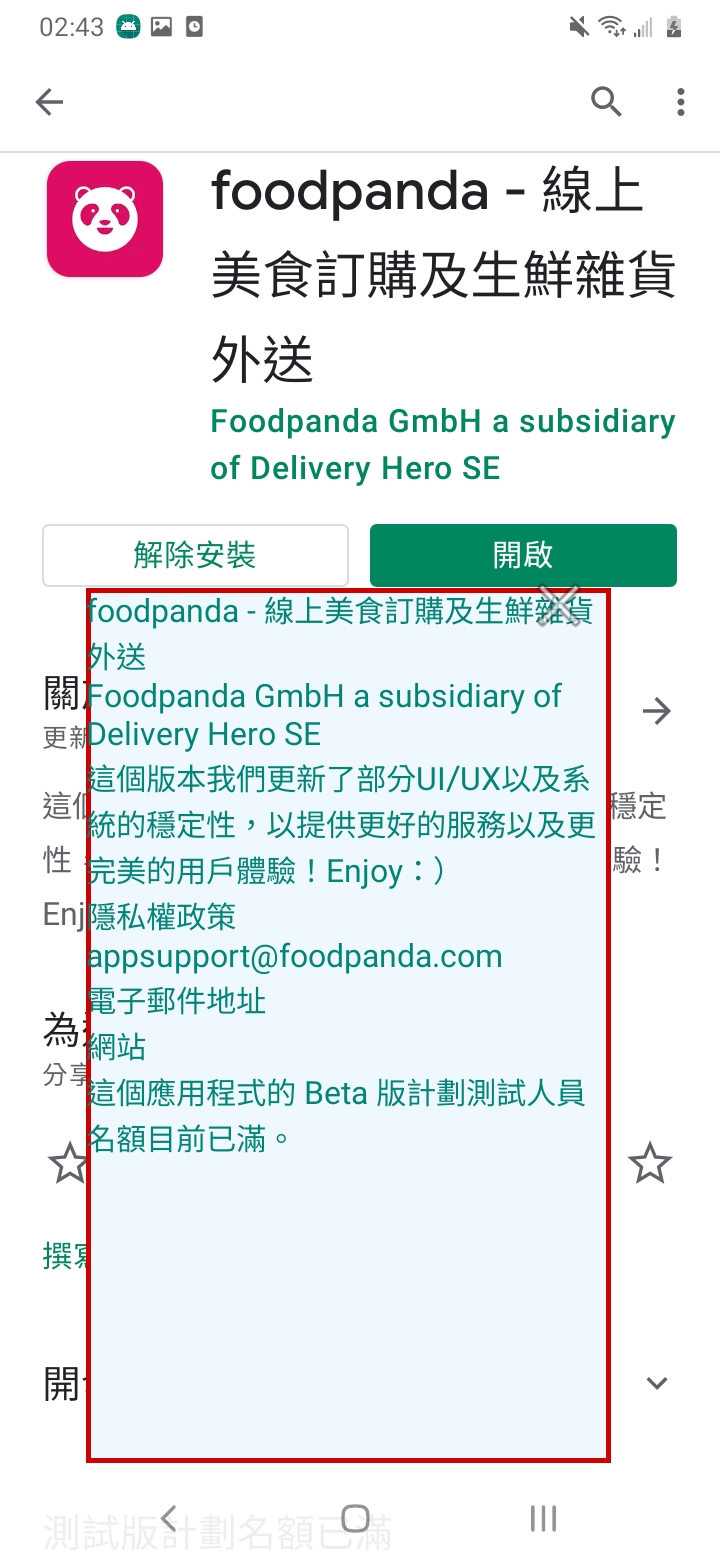 02:43
foodpanda - 線上
美食訂購及生鮮雜貨
外送
Foodpanda GmbH a subsidiary
of Delivery Hero SE
解除安裝
開啟
foodpanda - 線上美食訂購及生鮮雜貨
外送
Foodpanda GmbH a subsidiary of
Delivery Hero SE
這個版本我們更新了部分UI/UX以及系
統的穩定性，以提供更好的服務以及更
完美的用戶體驗！Enjoy：）
隱私權政策
appsupport@foodpanda.com
電子郵件地址
網站
這個應用程式的 Beta 版計劃測試人員
名額目前已滿。
關
更新
這個
穩定
性
驗！
Enj
為
分享
撰寫
開
測試版計劃名額已滿